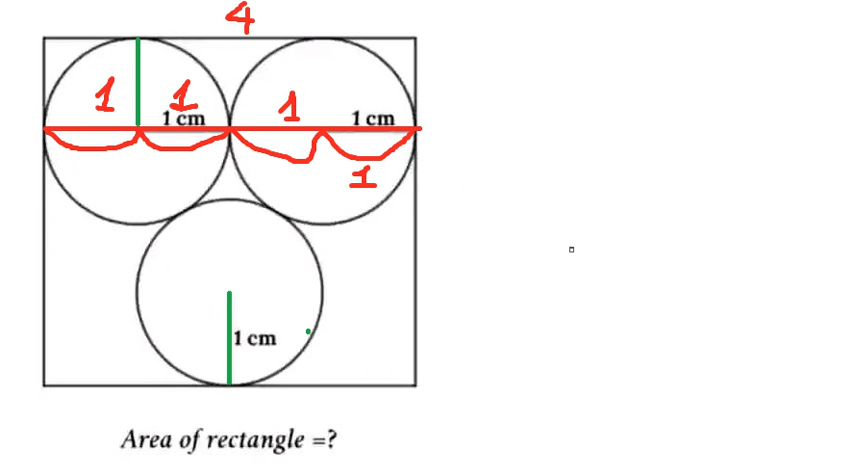 4
1 1 1
1 cm 1 cm
1
1 cm
Area of rectangle =?